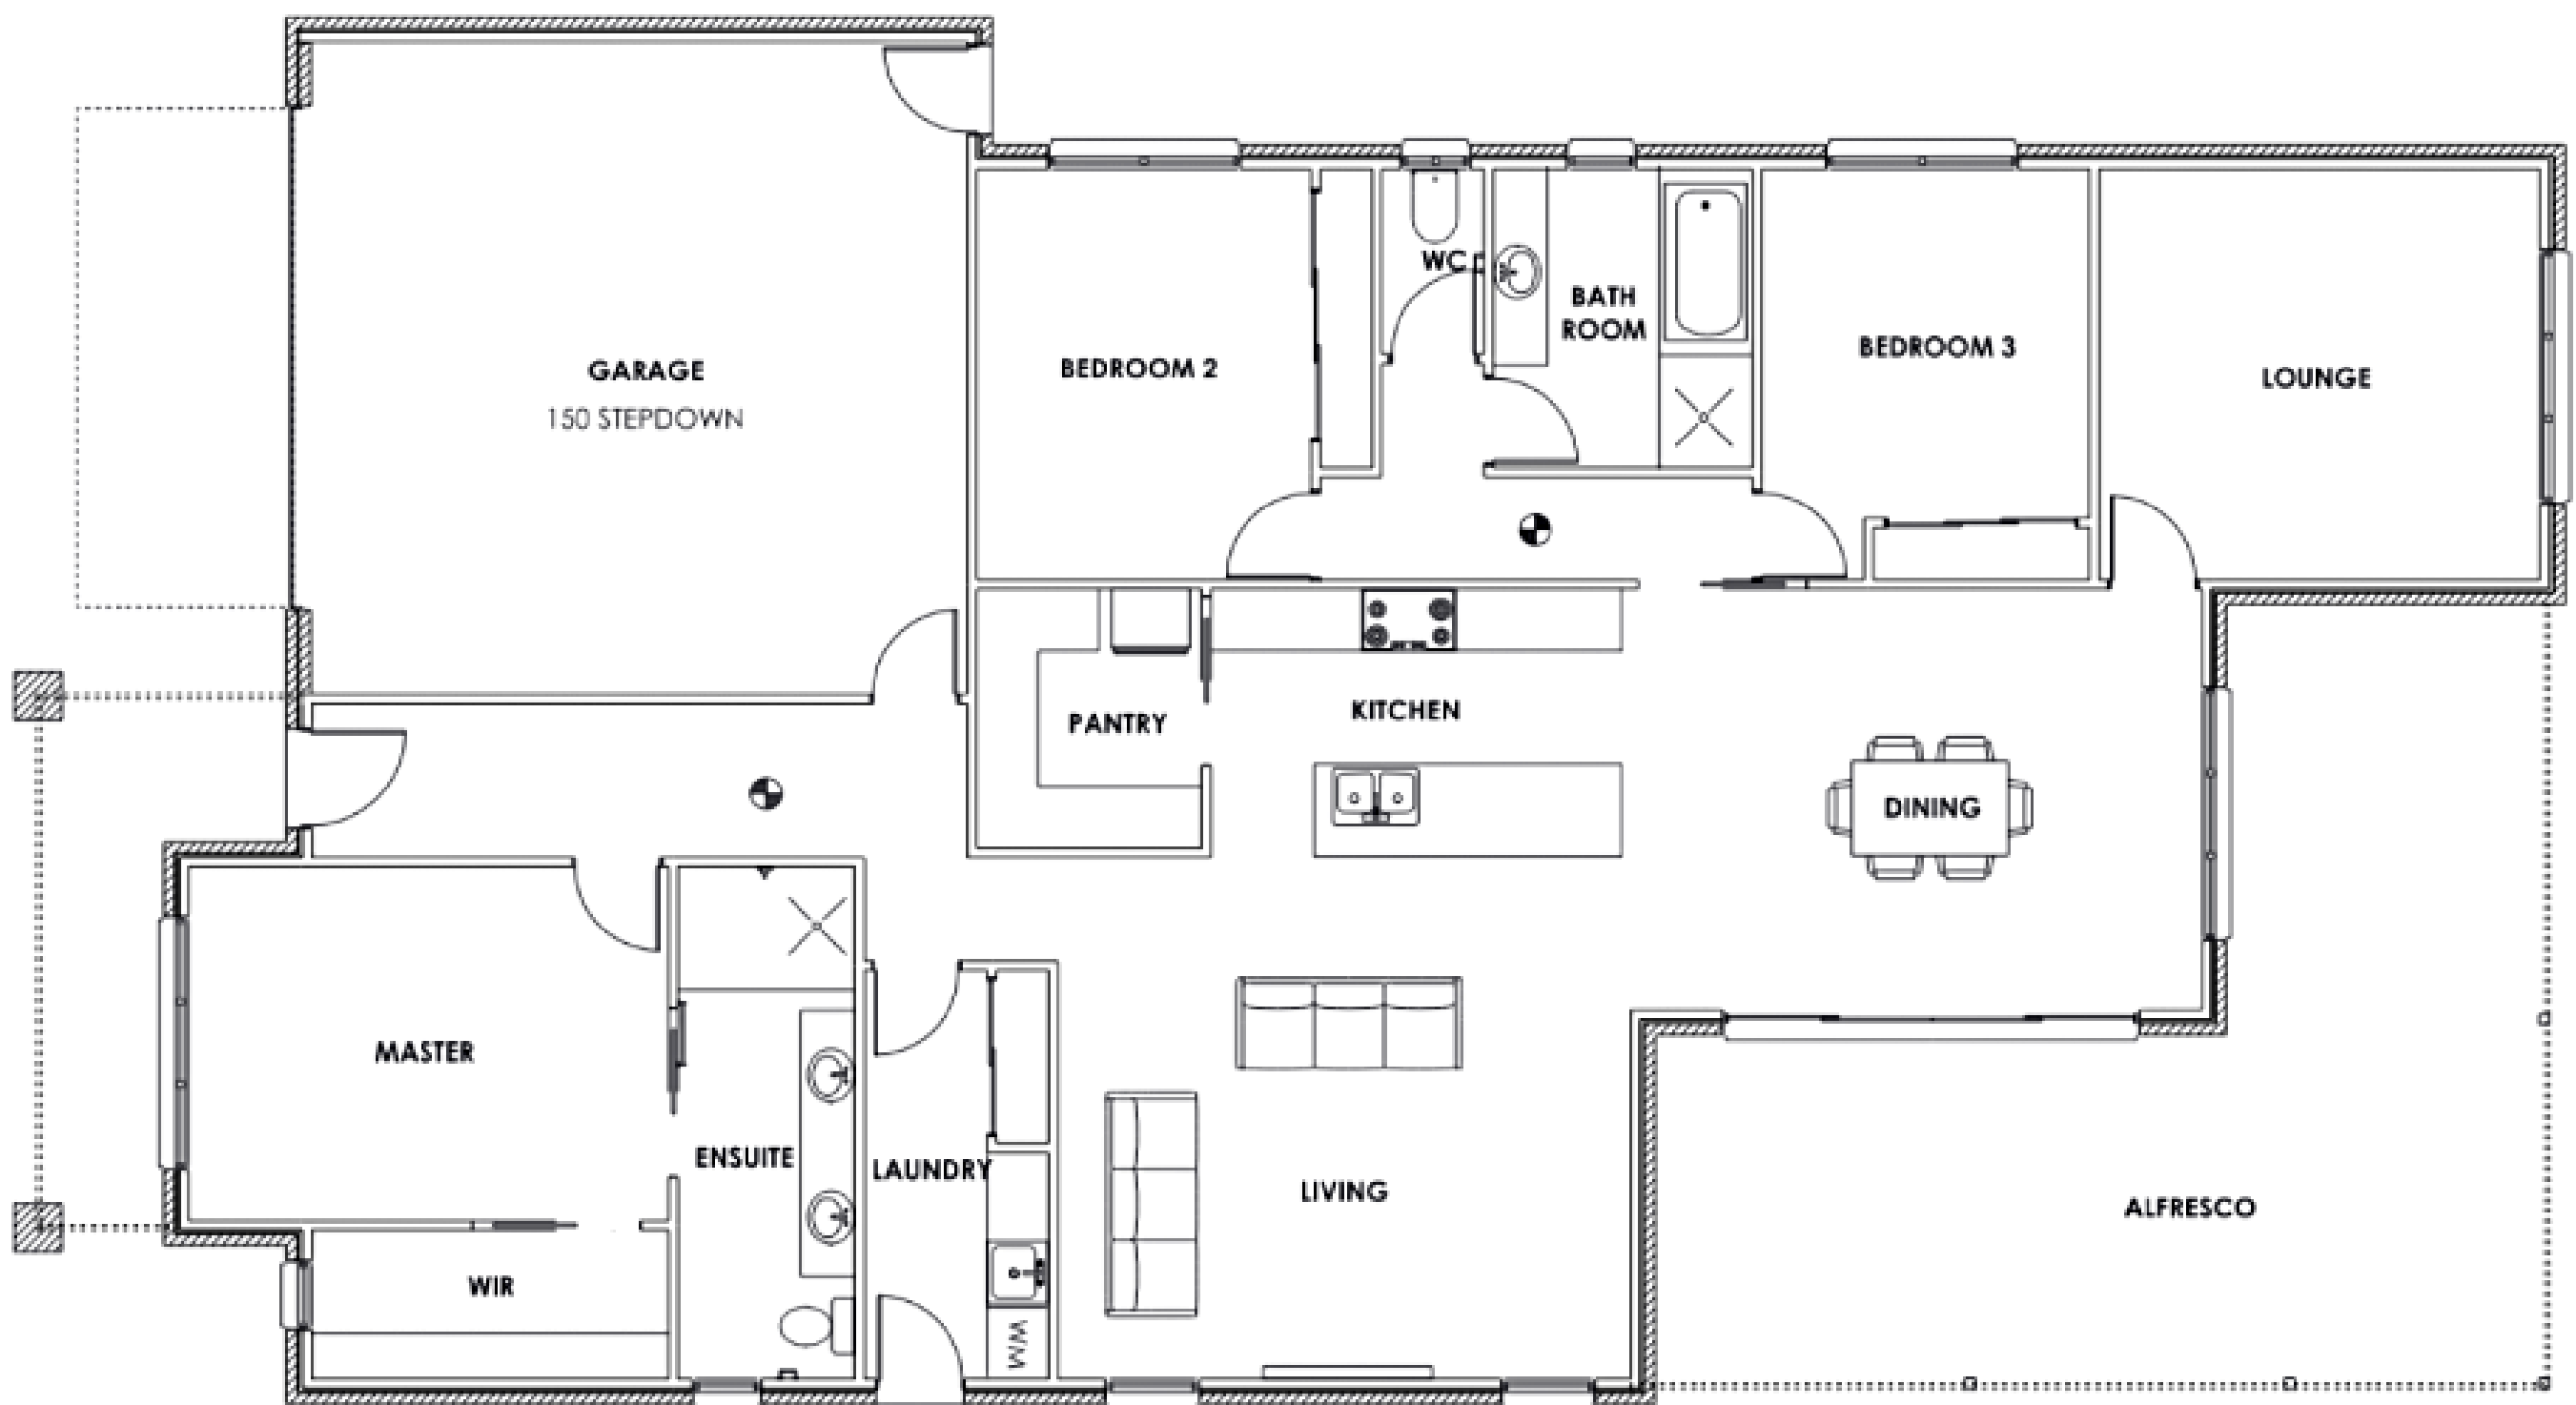 GARAGE
150 STEPDOWN
BEDROOM 2
WC
BATH
ROOM
BEDROOM 3
LOUNGE
PANTRY
KITCHEN
DINING
MASTER
ENSUITE
LAUNDRY
LIVING
ALFRESCO
WIR
WM